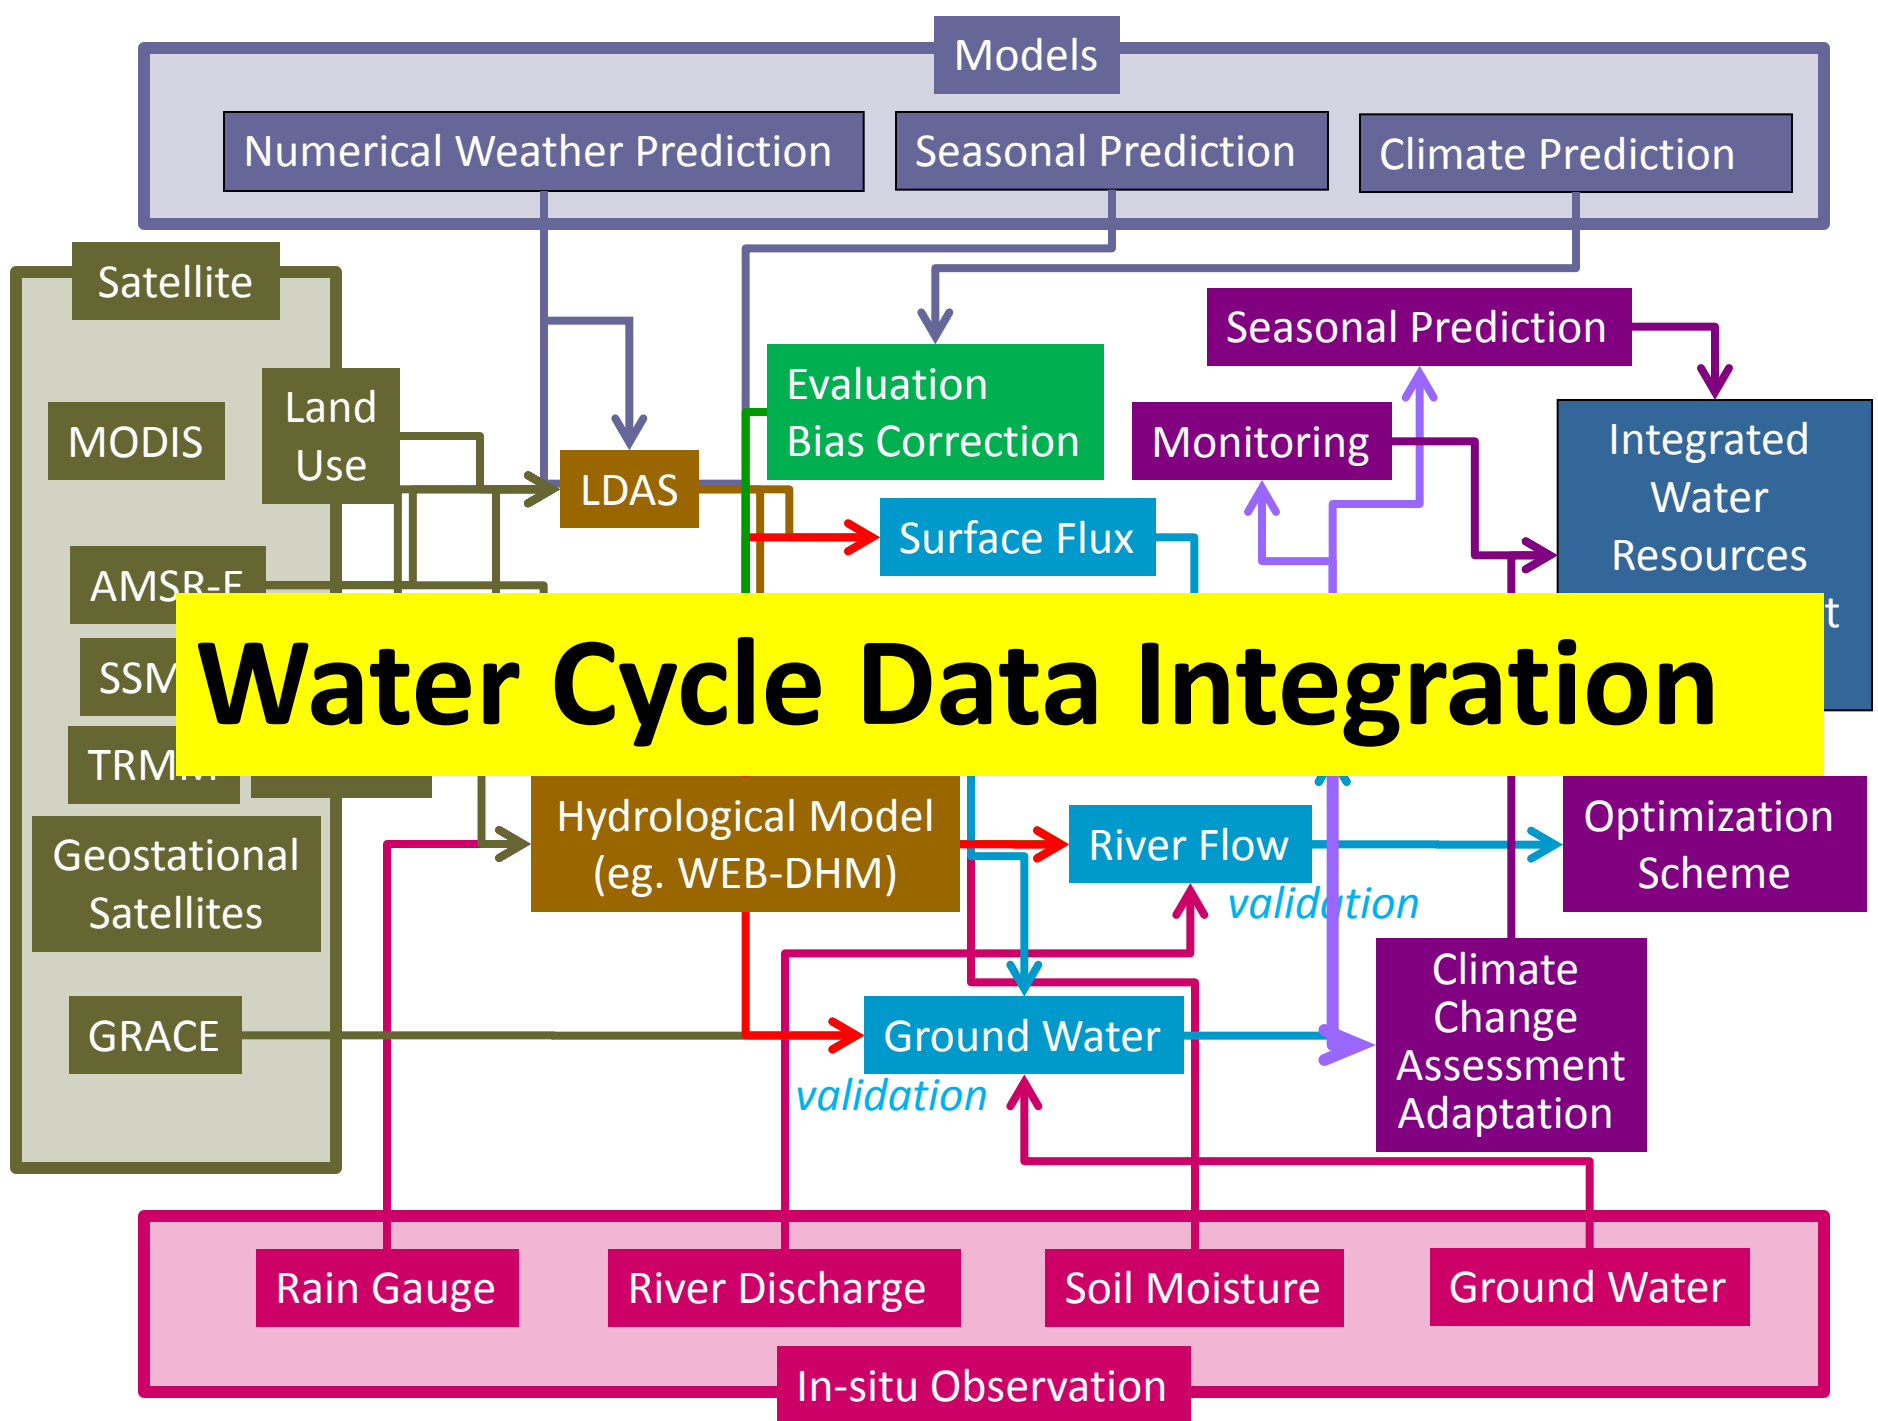 Models
Numerical Weather Prediction
Seasonal Prediction
Climate Prediction
Satellite
Land
Use
MODIS
LDAS
Evaluation
Bias Correction
Surface Flux
Seasonal Prediction
Monitoring
Integrated
Water
Resources
t
AMSR-E
SSM
TRMM
Water Cycle Data Integration
Geostational
Satellites
GRACE
Hydrological Model
(eg. WEB-DHM)
River Flow
validation
Optimization
Scheme
Ground Water
validation
Climate
Change
Assessment
Adaptation
Rain Gauge
River Discharge
Soil Moisture
Ground Water
In-situ Observation